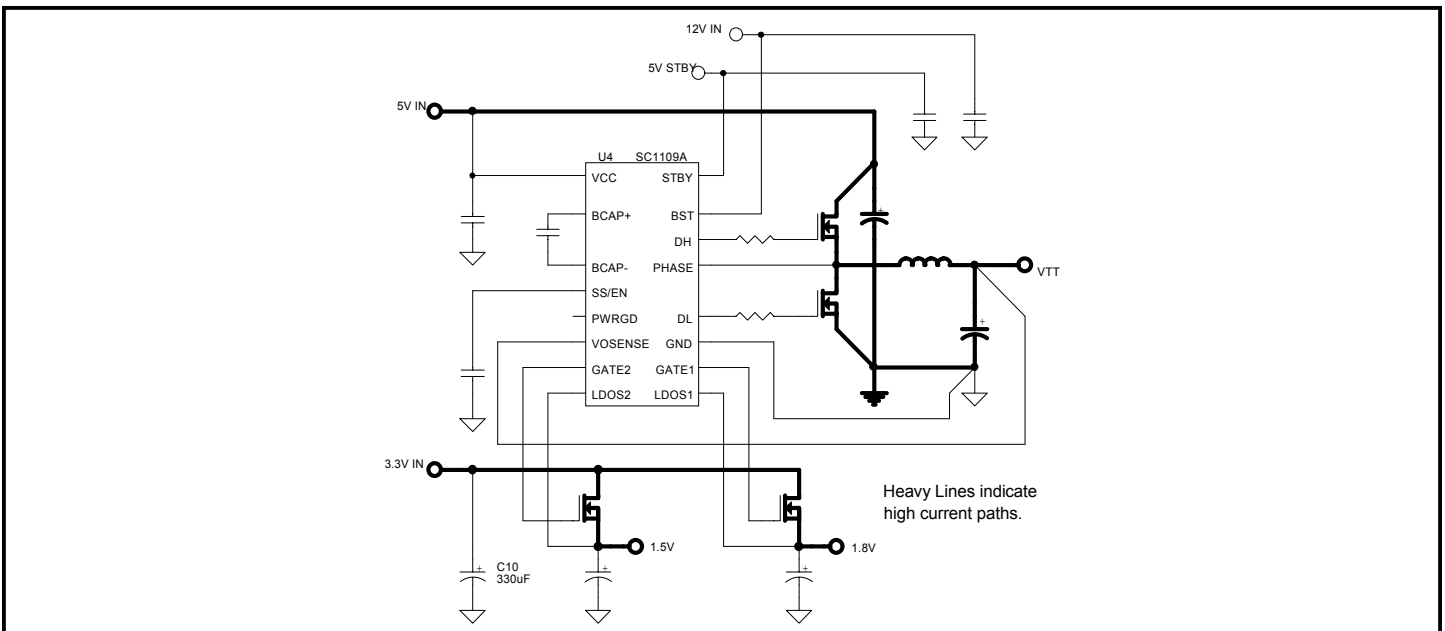 12V IN
5V STBY
5V IN
U4 SC1109A
VCC STBY
BCAP+ BST
DH
BCAP- PHASE
SS/EN
PWRGD DL
VOSENSE GND
GATE2 GATE1
LDOS2 LDOS1
VTT
+
+
3.3V IN
Heavy Lines indicate
high current paths.
1.5V
1.8V
+ C10
330uF
+
+